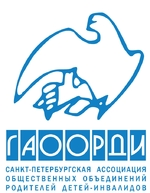 ГАООРДИ
САНКТ-ПЕТЕРБУРГСКАЯ АССОЦИАЦИЯ
ОБЩЕСТВЕННЫХ ОБЪЕДИНЕНИЙ
РОДИТЕЛЕЙ ДЕТЕЙ-ИНВАЛИДОВ